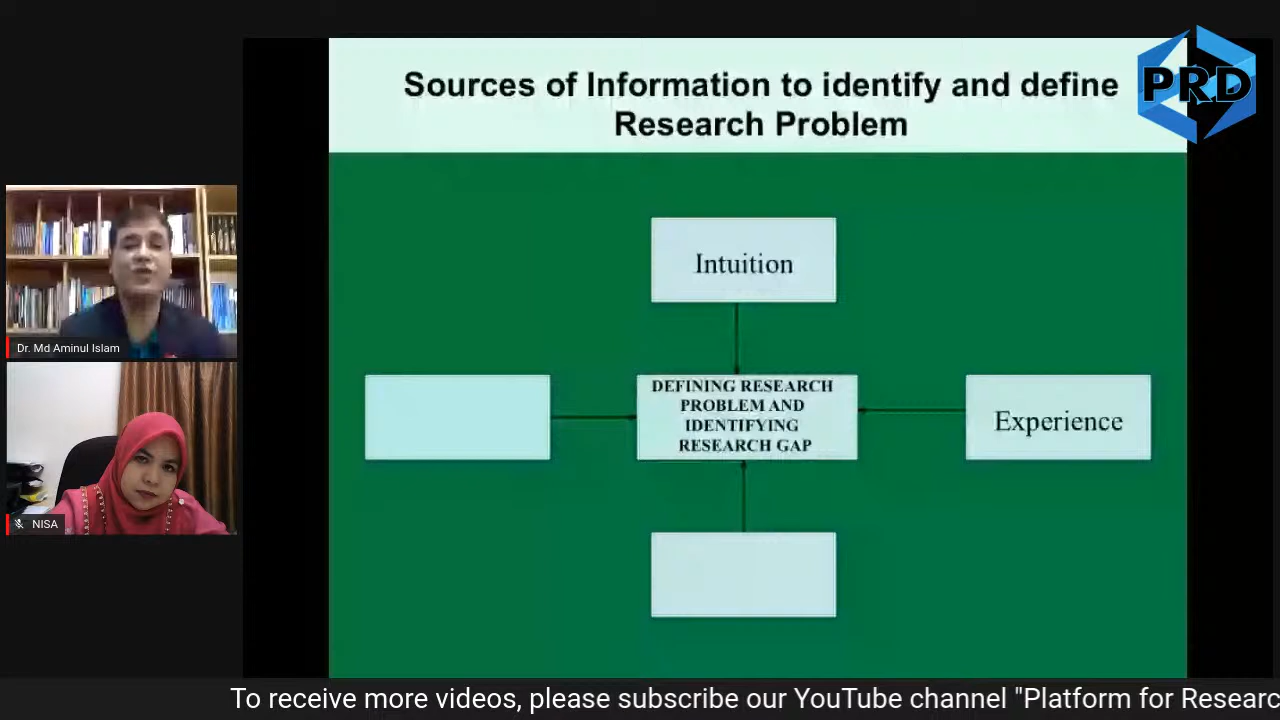 Sources of Information to identify and define
Research Problem
PRD
Intuition
DEFINING RESEARCH
PROBLEM AND
IDENTIFYING
RESEARCH GAP
Experience
Dr. Md Aminul Islam
NISA
To receive more videos, please subscribe our YouTube channel "Platform for Researc